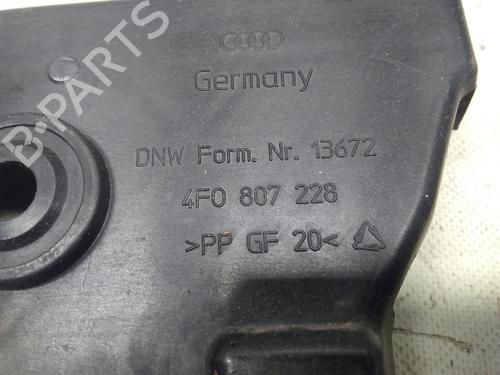 Germany
DNW Form. Nr. 13672
4F0 807 228
>PP GF 20<
B-PARTS